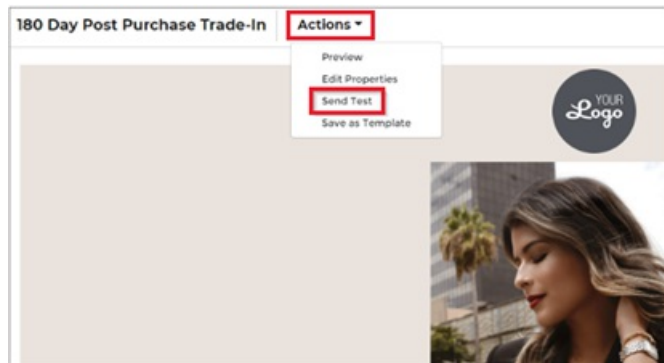 180 Day Post Purchase Trade-In Actions
Preview
Edit Properties
Send Test
Save as Template
YOUR
Logo